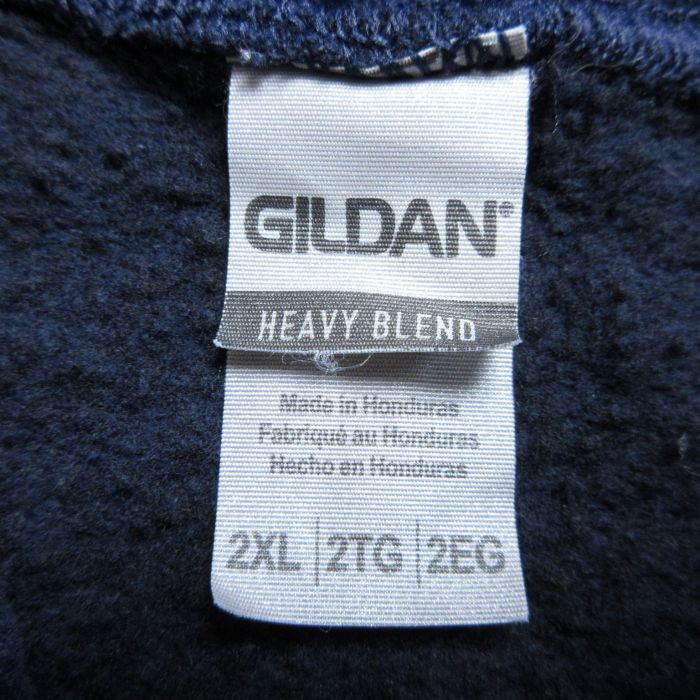 GILDAN®
HEAVY BLEND
Made in Honduras
Fabriqué au Honduras
Hecho en Honduras
2XL | 2TG | 2EG